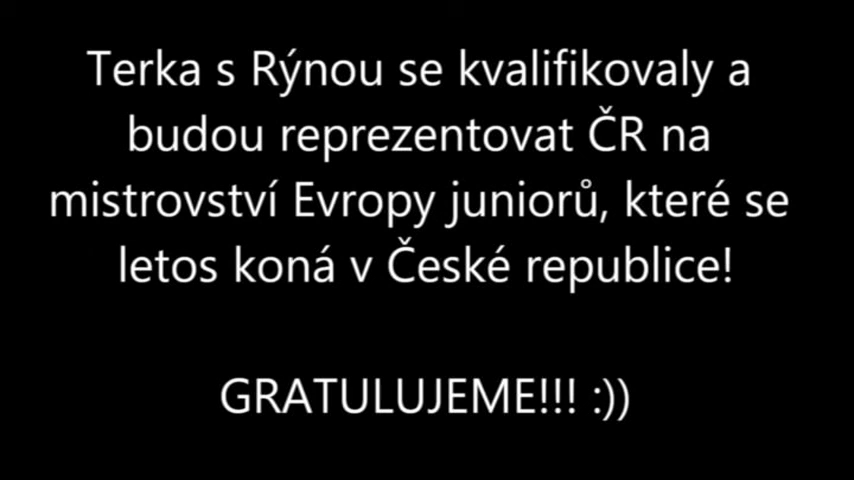 Terka s Rýnou se kvalifikovaly a
budou reprezentovat ČR na
mistrovství Evropy juniorů, které se
letos koná v České republice!
GRATULUJEME!!! :))